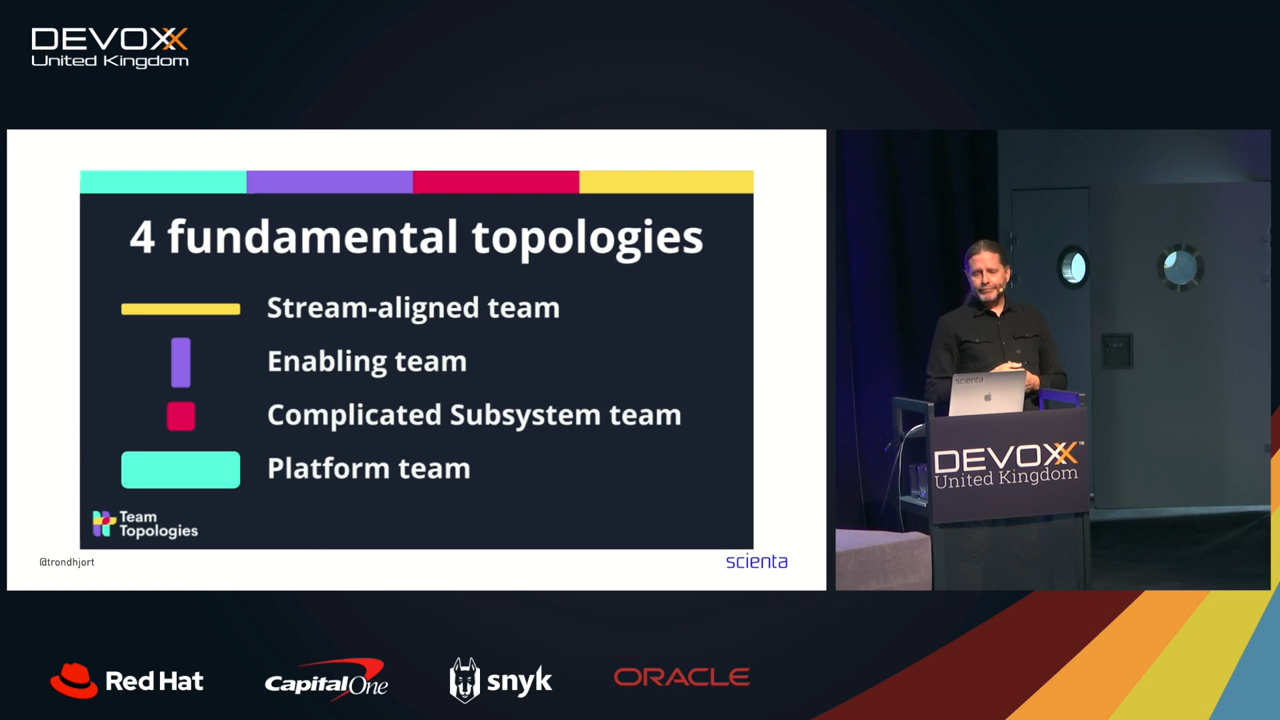 DEVOXX
United Kingdom
4 fundamental topologies
Stream-aligned team
Enabling team
Complicated Subsystem team
Platform team
Team
Topologies
@trondhjort
scienta
scienta
DEVOXX™
United Kingdom
Red Hat
Capital One
snyk
ORACLE